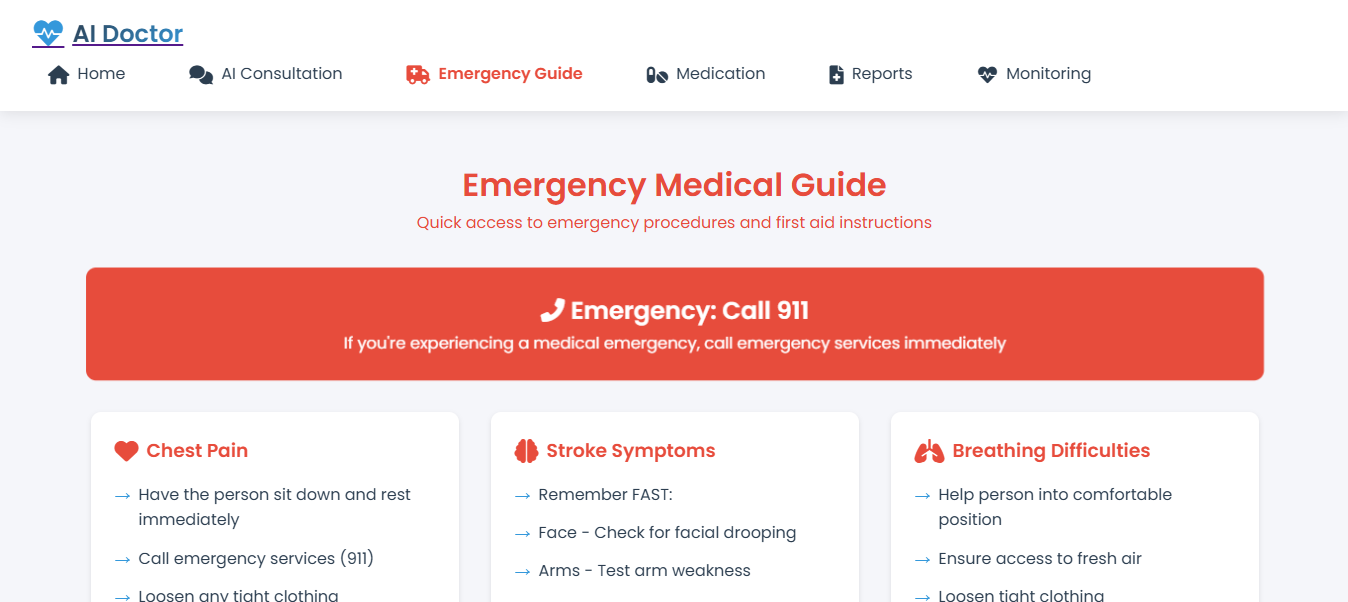 AI Doctor
Home AI Consultation Emergency Guide Medication Reports Monitoring
Emergency Medical Guide
Quick access to emergency procedures and first aid instructions
Emergency: Call 911
If you're experiencing a medical emergency, call emergency services immediately
Chest Pain
→ Have the person sit down and rest
immediately
→ Call emergency services (911)
→ Loosen any tight clothing
Stroke Symptoms
→ Remember FAST:
→ Face - Check for facial drooping
→ Arms - Test arm weakness
Breathing Difficulties
→ Help person into comfortable
position
→ Ensure access to fresh air
→ Loosen tight clothing